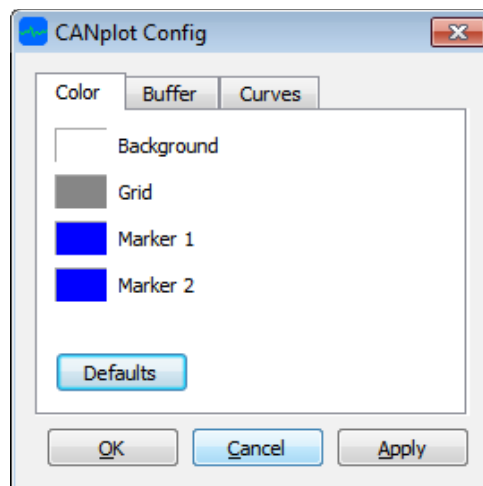 CANplot Config
Color Buffer Curves
Background
Grid
Marker 1
Marker 2
Defaults
OK Cancel Apply